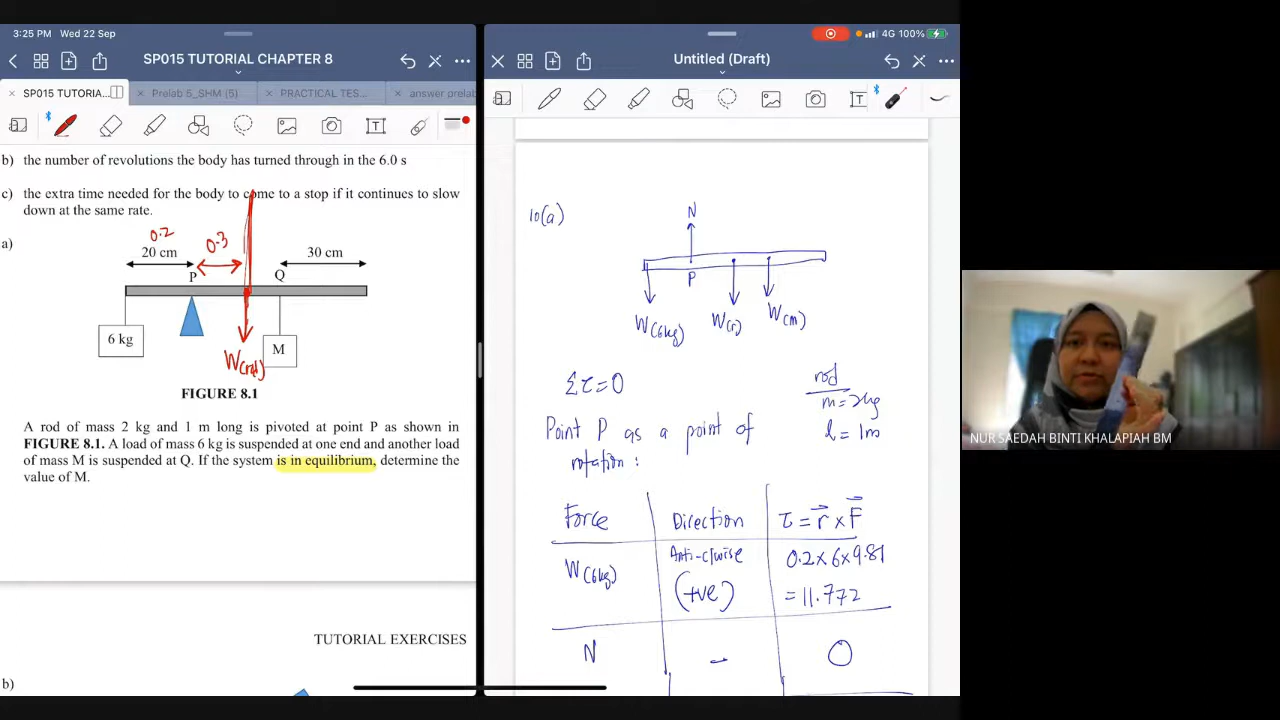 3:25 PM Wed 22 Sep
4G 100%
SP015 TUTORIAL CHAPTER 8
Untitled (Draft)
SP015 TUTORIA...
Prelab 5_SHM (5)
PRACTICAL TES...
answer prelab
b) the number of revolutions the body has turned through in the 6.0 s
c) the extra time needed for the body to come to a stop if it continues to slow
down at the same rate.
a)
0.2
0.3
20 cm
30 cm
P
Q
6 kg
M
W(rod)
FIGURE 8.1
A rod of mass 2 kg and 1 m long is pivoted at point P as shown in
FIGURE 8.1. A load of mass 6 kg is suspended at one end and another load
of mass M is suspended at Q. If the system is in equilibrium, determine the
value of M.
TUTORIAL EXERCISES
b)
10(a)
N
P
W(6kg)
W(r)
W(m)
Στ=0
rod
m=2kg
l=1m
Point P as a point of
rotation:
Force Direction τ = r⃗ × F⃗
W(6kg) Anti-c/wise 0.2×6×9.81
(+ve) = 11.772
N – 0
NUR SAEDAH BINTI KHALAPIAH BM